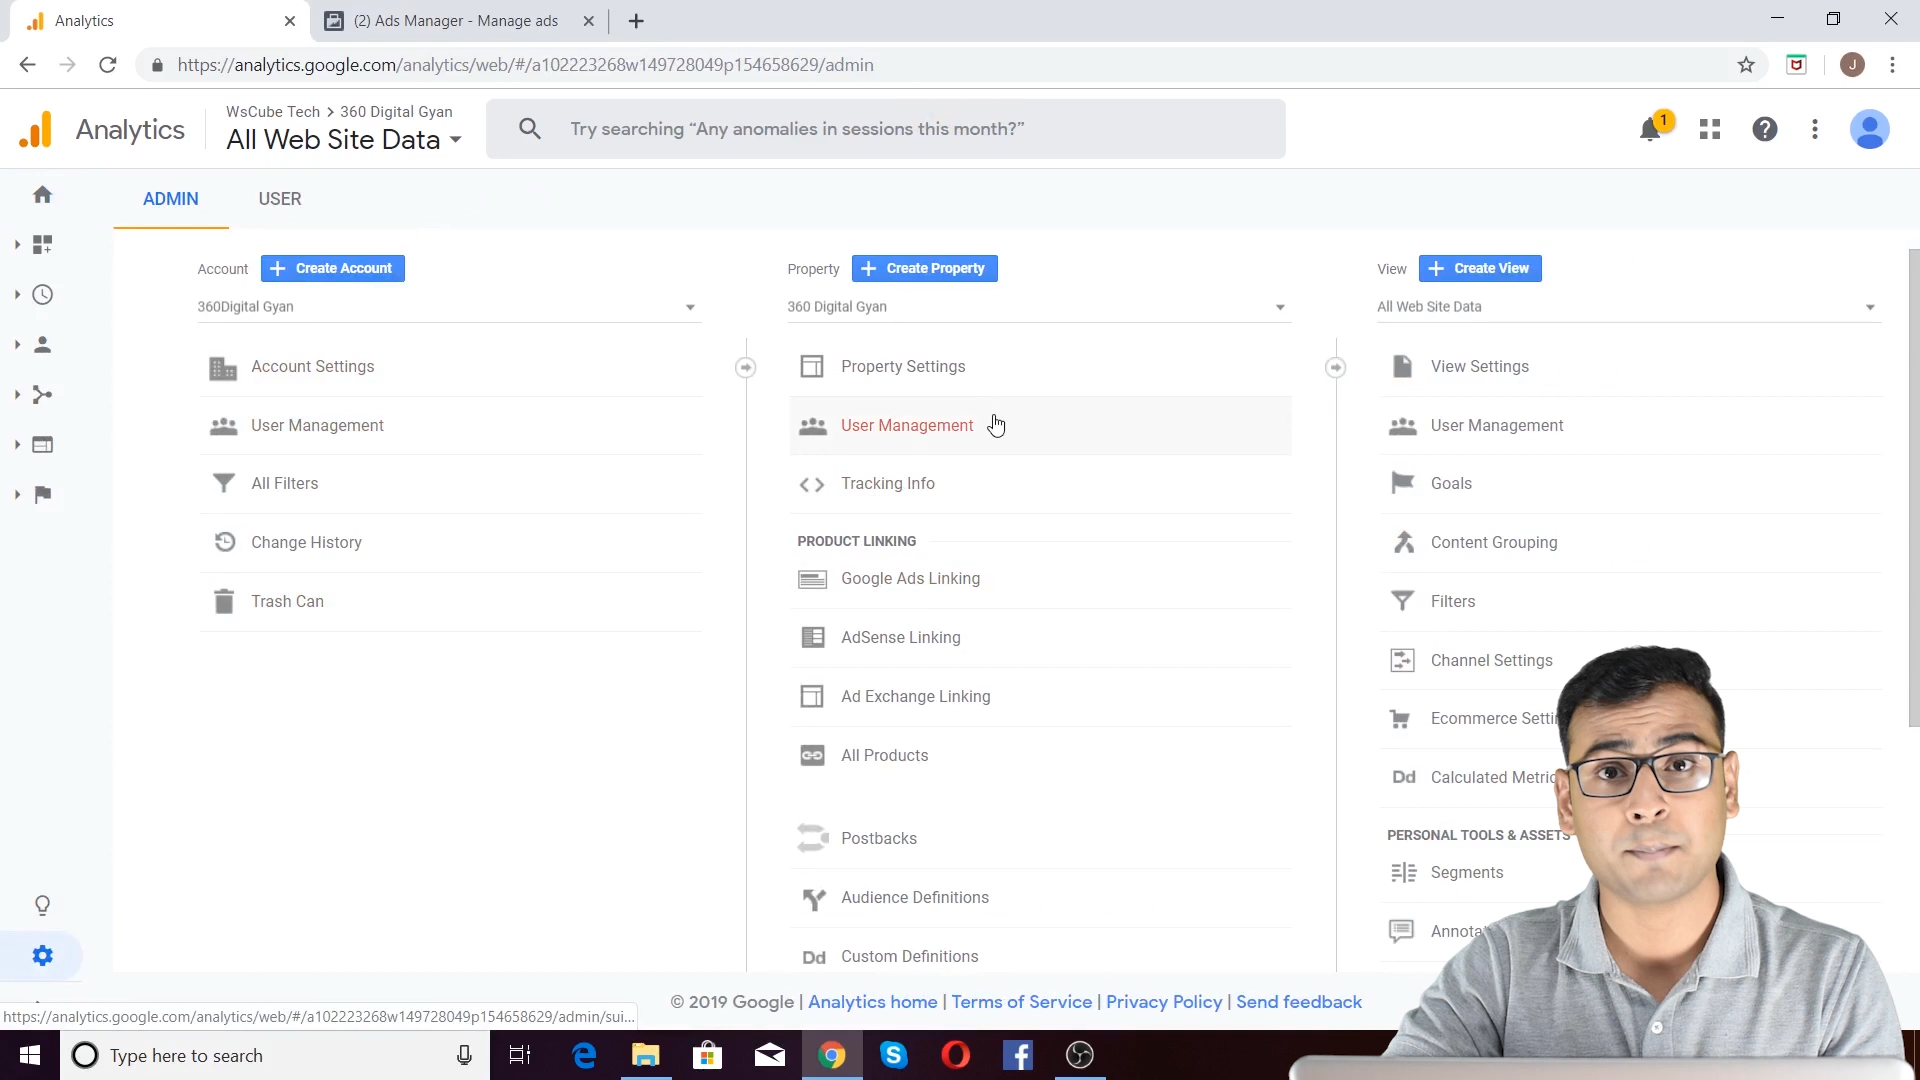 Analytics
(2) Ads Manager - Manage ads
https://analytics.google.com/analytics/web/#/a102223268w149728049p154658629/admin
J
Analytics
WsCube Tech > 360 Digital Gyan
All Web Site Data
Try searching “Any anomalies in sessions this month?”
1
ADMIN USER
Account
Create Account
360Digital Gyan
Account Settings
User Management
All Filters
Change History
Trash Can
Property
Create Property
360 Digital Gyan
Property Settings
User Management
Tracking Info
PRODUCT LINKING
Google Ads Linking
AdSense Linking
Ad Exchange Linking
All Products
Postbacks
Audience Definitions
Dd Custom Definitions
View
Create View
All Web Site Data
View Settings
User Management
Goals
Content Grouping
Filters
Channel Settings
Ecommerce Setti
Dd Calculated Metric
PERSONAL TOOLS & ASSETS
Segments
Annota
© 2019 Google | Analytics home | Terms of Service | Privacy Policy | Send feedback
https://analytics.google.com/analytics/web/#/a102223268w149728049p154658629/admin/sui...
Type here to search